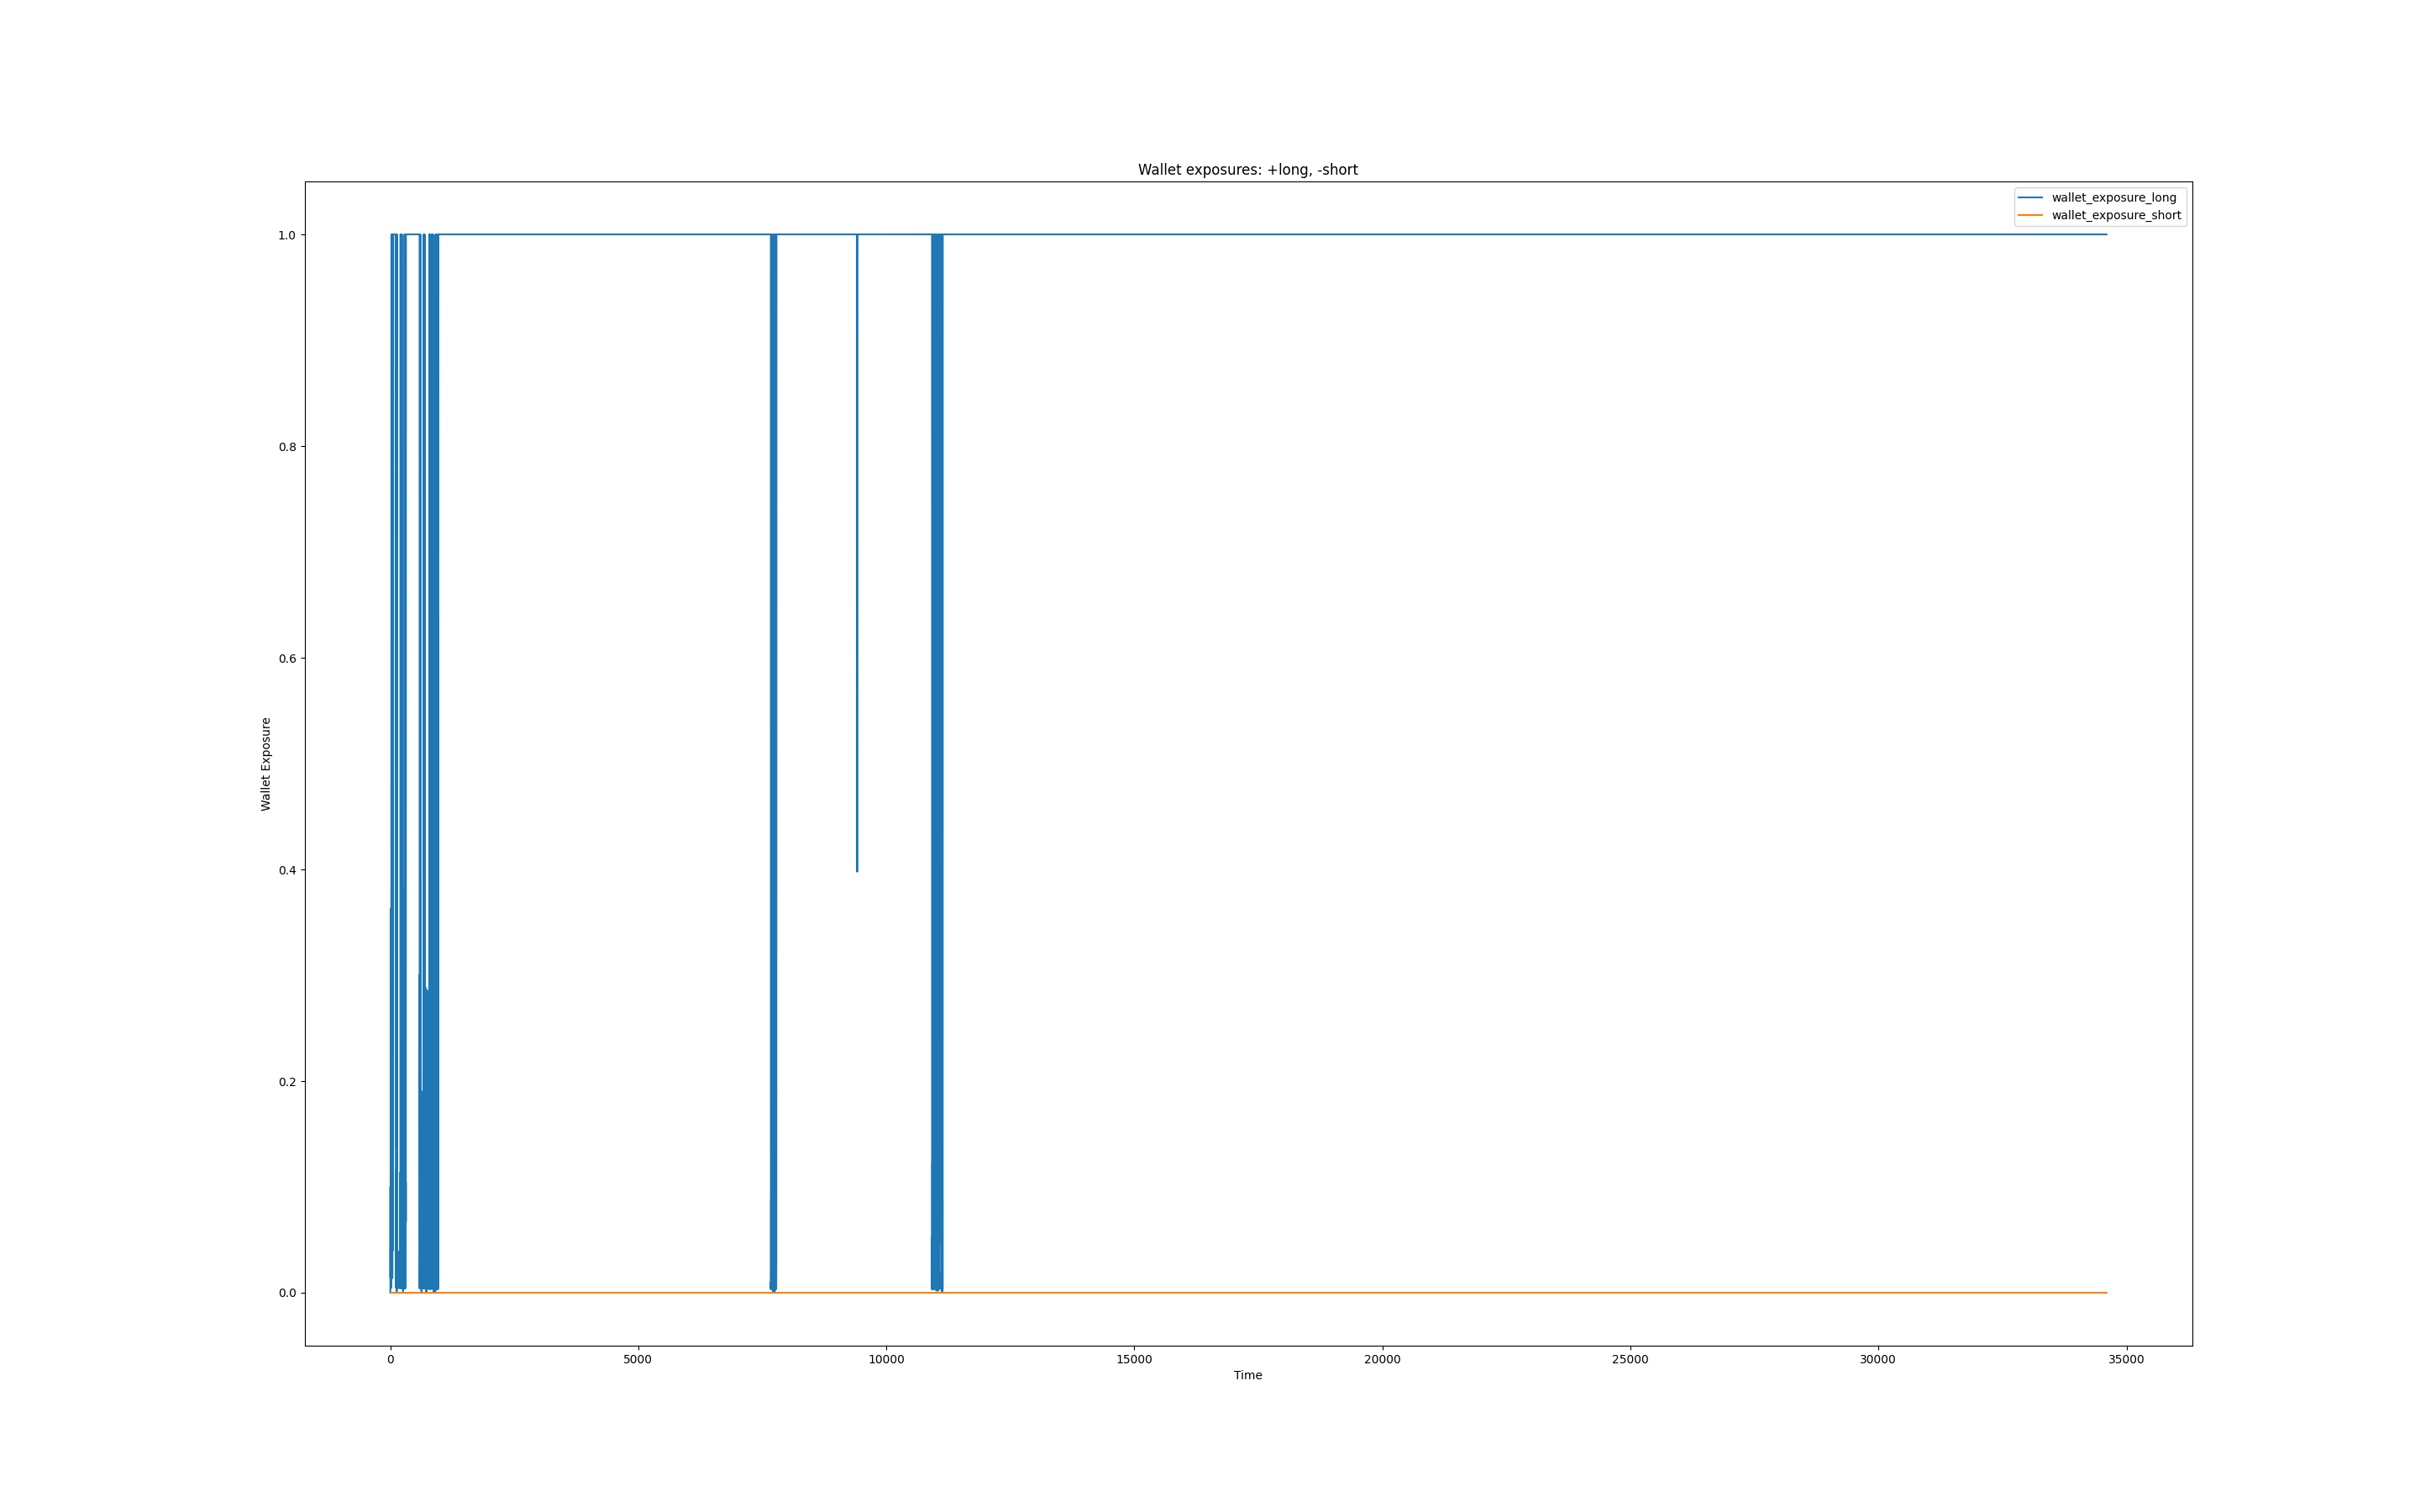 Wallet exposures: +long, -short
wallet_exposure_long
wallet_exposure_short
1.0
0.8
0.6
0.4
0.2
0.0
Wallet Exposure
0 5000 10000 15000 20000 25000 30000 35000
Time